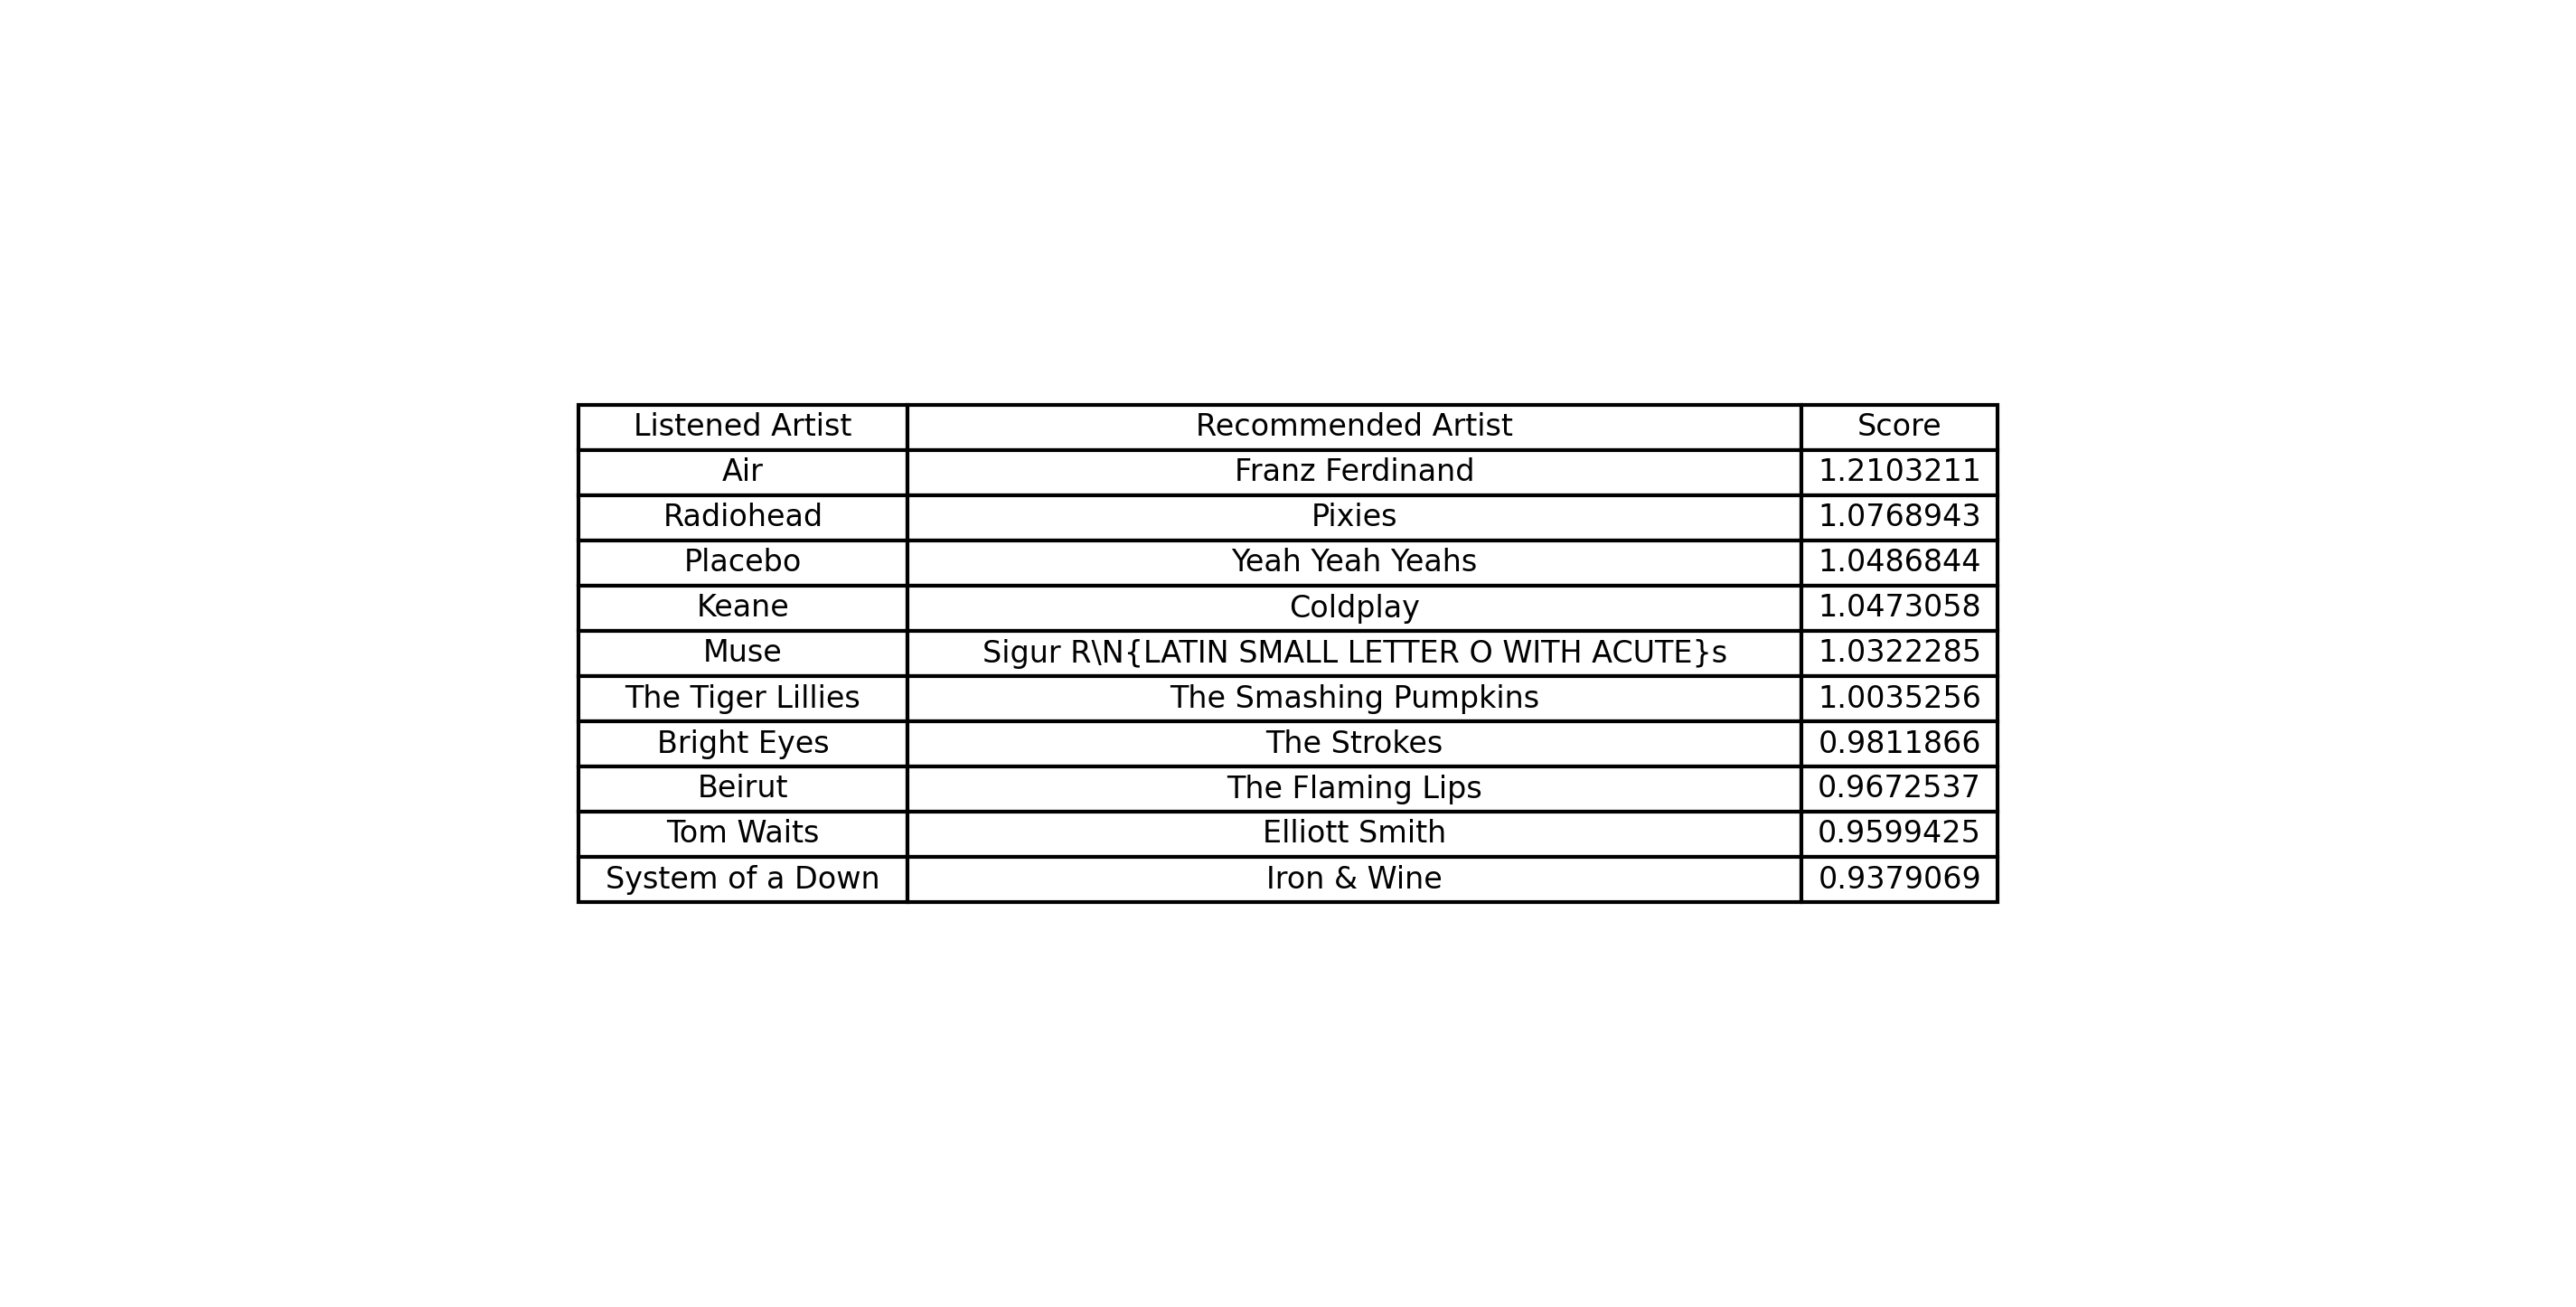 Listened Artist Recommended Artist Score
Air Franz Ferdinand 1.2103211
Radiohead Pixies 1.0768943
Placebo Yeah Yeah Yeahs 1.0486844
Keane Coldplay 1.0473058
Muse Sigur R\N{LATIN SMALL LETTER O WITH ACUTE}s 1.0322285
The Tiger Lillies The Smashing Pumpkins 1.0035256
Bright Eyes The Strokes 0.9811866
Beirut The Flaming Lips 0.9672537
Tom Waits Elliott Smith 0.9599425
System of a Down Iron & Wine 0.9379069